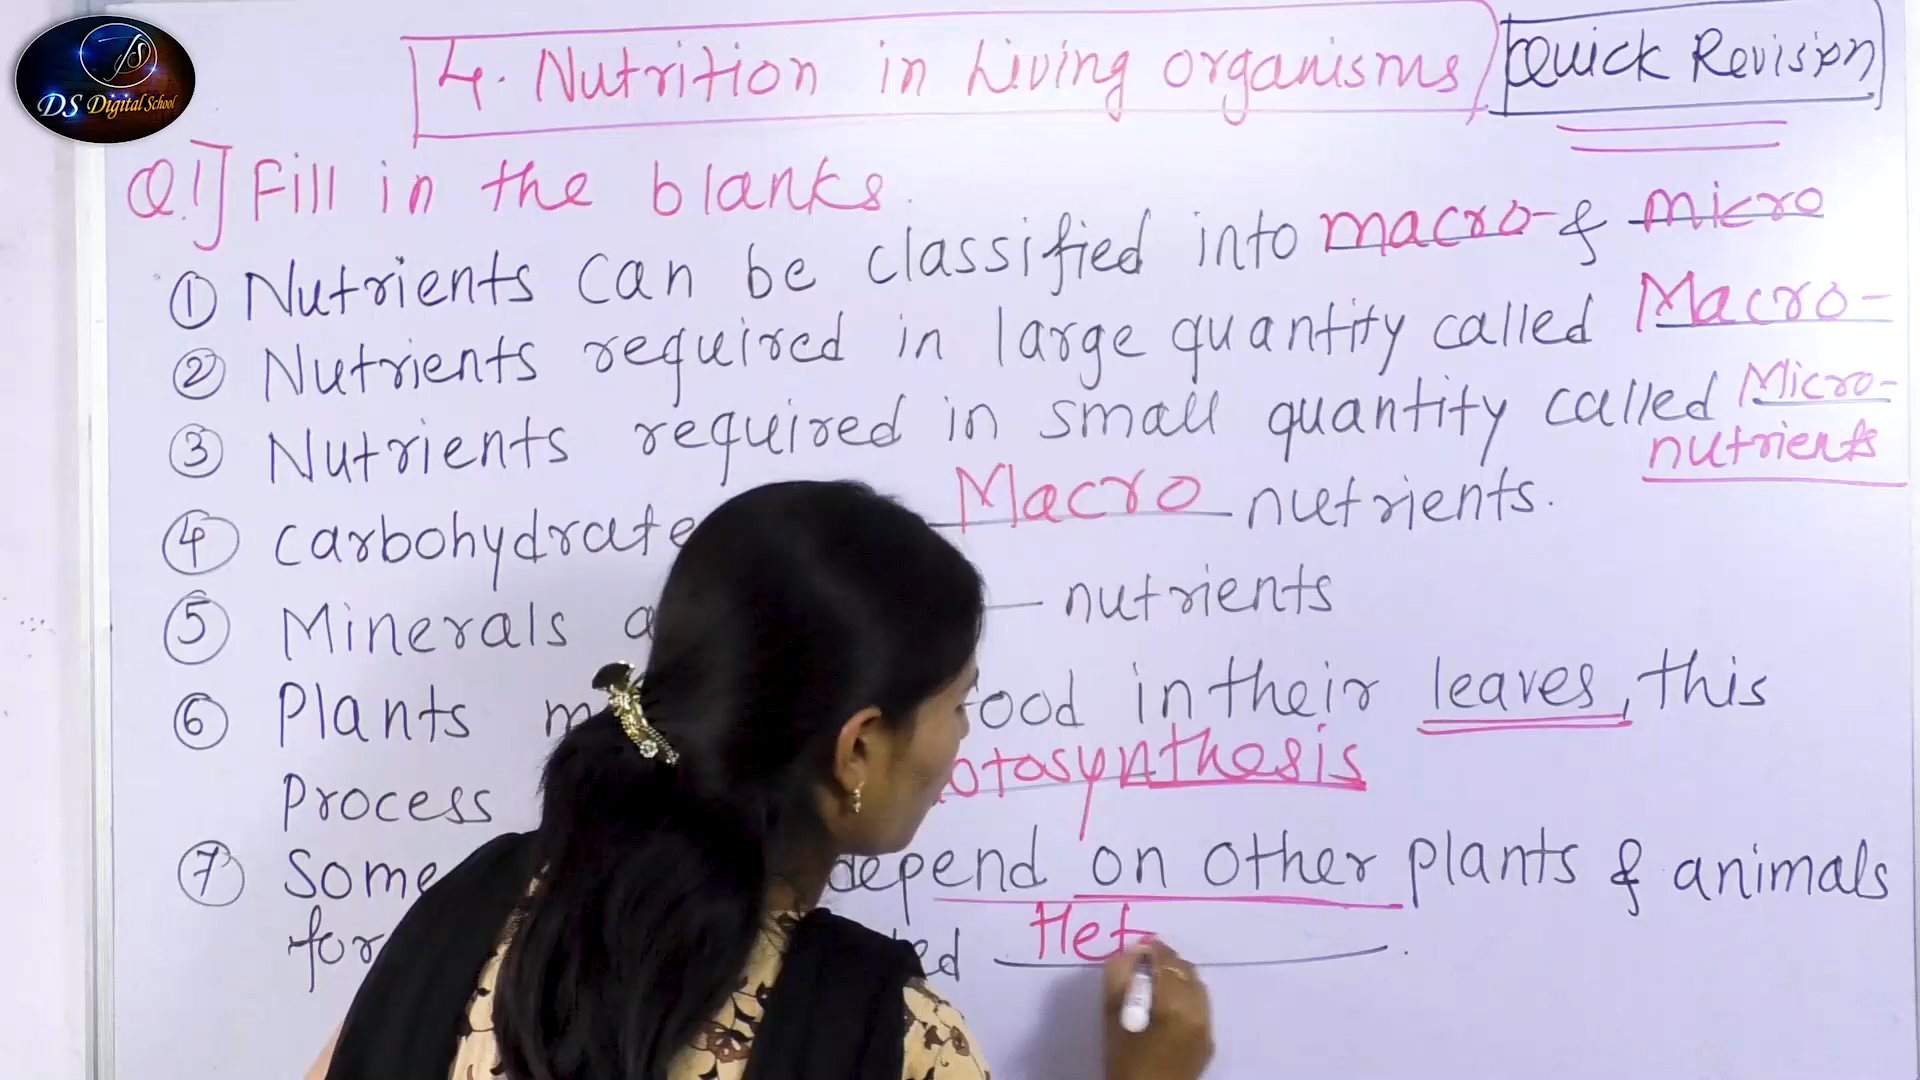 DS Digital School
4. Nutrition in Living organisms
Quick Revision
Q.1] Fill in the blanks.
① Nutrients can be classified into macro- & micro
② Nutrients required in large quantity called Macro-
③ Nutrients required in small quantity called Micro-
nutrients
④ carbohydrate Macro nutrients.
⑤ Minerals nutrients
⑥ Plants in their leaves, this
Process
⑦ Some depend on other plants & animals
for Het